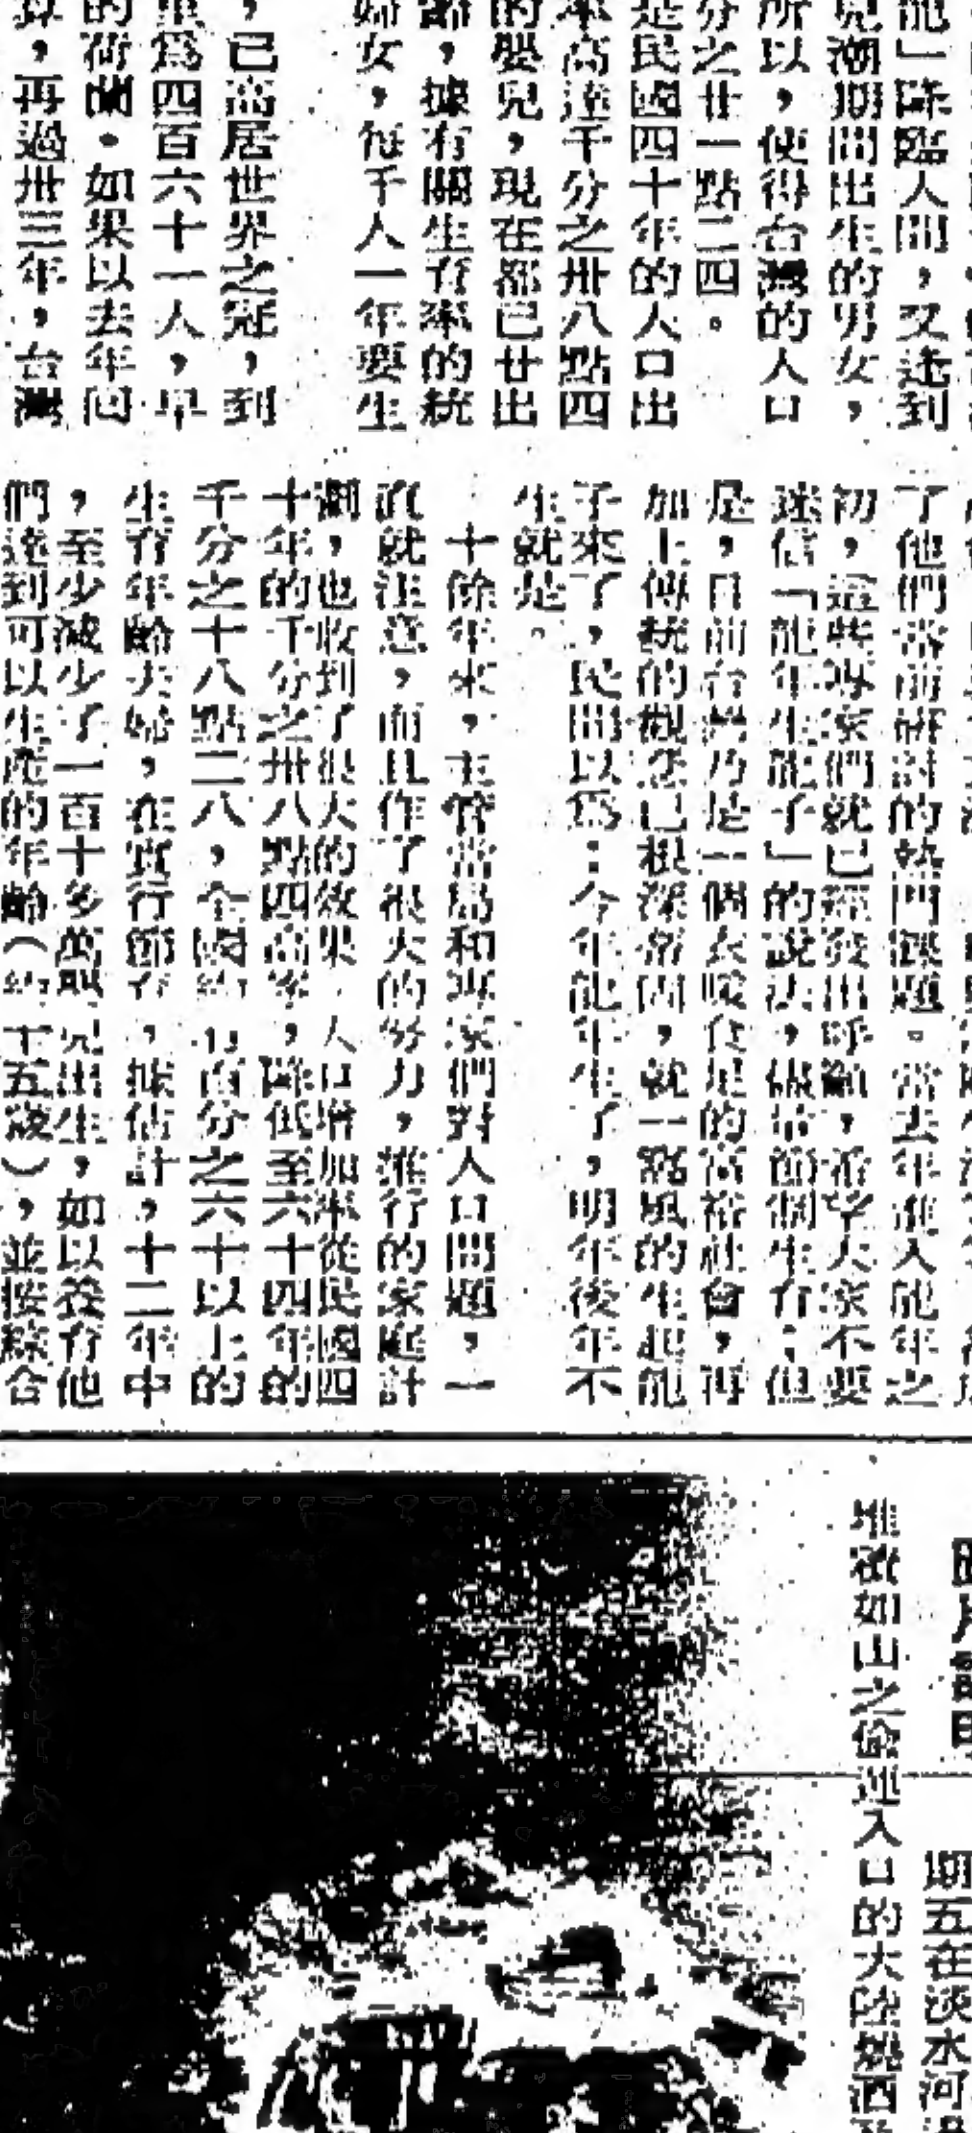 龍」降臨人間,又逢到
兒潮期間出生的男女,
所以,使得台灣的人口
分之廿一點二四。
是民國四十年的人口出
率高達千分之卅八點四
的嬰兒,現在都已廿出
齡,據有關生育率的統
婦女,每千人一年要生
,已高居世界之冠,到
重爲四百六十一人,早
的荷蘭。如果以去年同
算,再過卅三年,台灣
了他們當前研討的熱門課題。當去年進入龍年之
初,這些專家們就已經發出呼籲,希望大家不要
迷信「龍年生龍子」的說法,儘量節制生育;但
是,目前台灣乃是一個衣暖食足的富裕社會,再
加上傳統的觀念已根深蒂固,就一窩風的生起龍
子來了,民間以爲:今年龍年生了,明年後年不
生就是。
十餘年來,主管當局和專家們對人口問題,一
直就注意,而且作了很大的努力,推行的家庭計
劃,也收到了很大的效果,人口增加率從民國四
十年的千分之卅八點四高率,降低至六十四年的
千分之十八點二八,全國約有百分之六十以上的
生育年齡夫婦,在實行節育,據估計,十二年中
,至少減少了一百十多萬嬰兒出生,如以養育他
們達到可以生產的年齡(約十五歲),並按綜合
圖片說明
堆積如山之偷運入口的大陸燒酒及
期五在淡水河